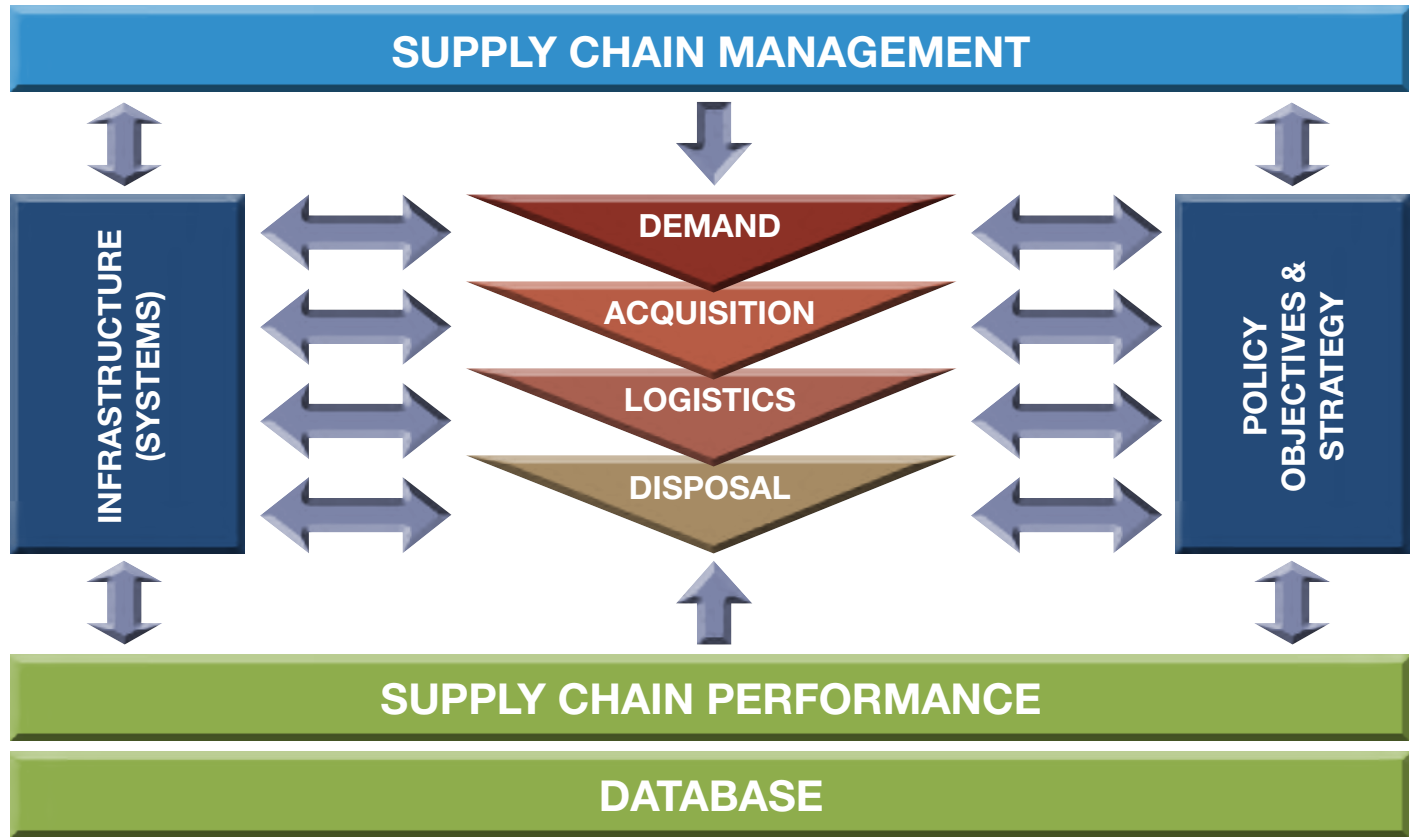 SUPPLY CHAIN MANAGEMENT
INFRASTRUCTURE
(SYSTEMS)
DEMAND
ACQUISITION
LOGISTICS
DISPOSAL
POLICY
OBJECTIVES &
STRATEGY
SUPPLY CHAIN PERFORMANCE
DATABASE